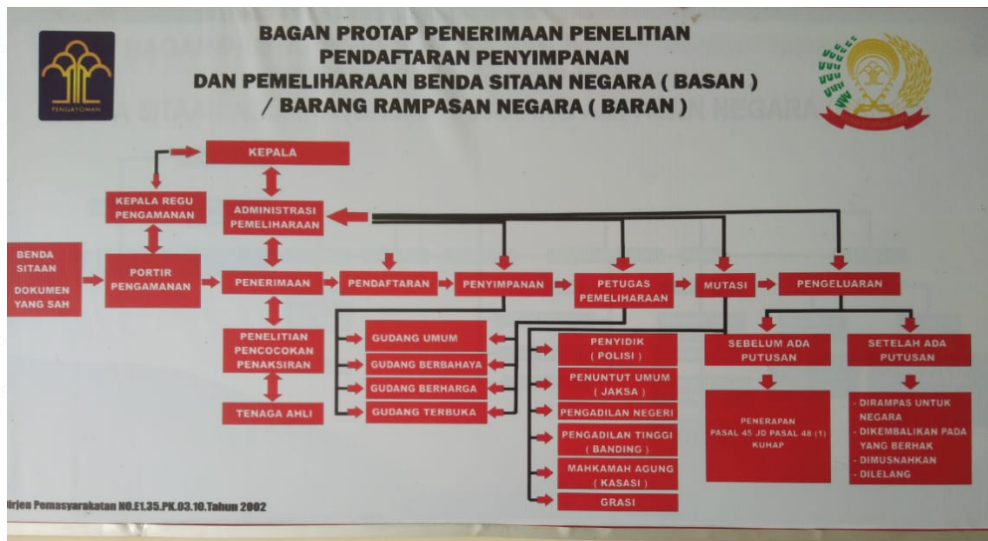 BAGAN PROTAP PENERIMAAN PENELITIAN
PENDAFTARAN PENYIMPANAN
DAN PEMELIHARAAN BENDA SITAAN NEGARA ( BASAN )
/ BARANG RAMPASAN NEGARA ( BARAN )
PENGAYOMAN
KEPALA
KEPALA REGU
PENGAMANAN
ADMINISTRASI
PEMELIHARAAN
BENDA
SITAAN
DOKUMEN
YANG SAH
PORTIR
PENGAMANAN
PENERIMAAN
PENDAFTARAN
PENYIMPANAN
PETUGAS
PEMELIHARAAN
MUTASI
PENGELUARAN
PENELITIAN
PENCOCOKAN
PENAKSIRAN
TENAGA AHLI
GUDANG UMUM
GUDANG BERBAHAYA
GUDANG BERHARGA
GUDANG TERBUKA
PENYIDIK
( POLISI )
PENUNTUT UMUM
( JAKSA )
PENGADILAN NEGERI
PENGADILAN TINGGI
( BANDING )
MAHKAMAH AGUNG
( KASASI )
GRASI
SEBELUM ADA
PUTUSAN
SETELAH ADA
PUTUSAN
PENERAPAN
PASAL 45 JD PASAL 48 (1)
KUHAP
- DIRAMPAS UNTUK
NEGARA
- DIKEMBALIKAN PADA
YANG BERHAK
- DIMUSNAHKAN
- DILELANG
Dirjen Pemasyarakatan NO.E1.35.PK.03.10.Tahun 2002